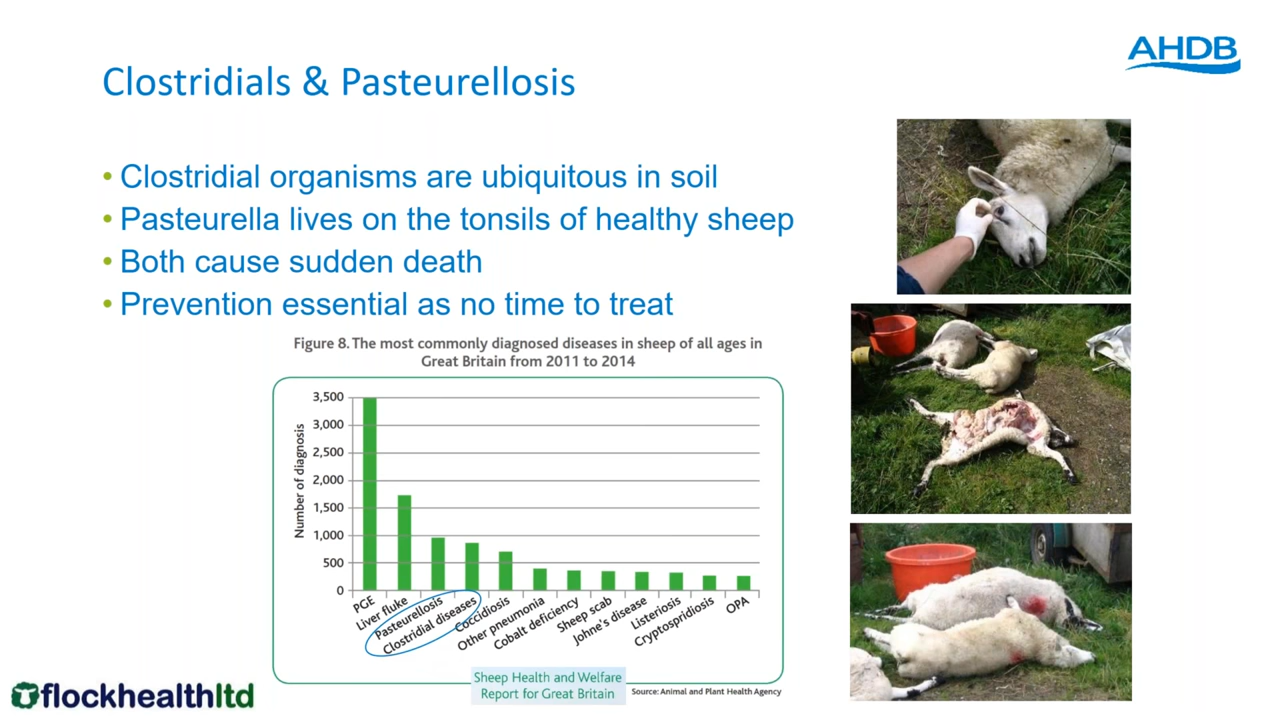 AHDB
Clostridials & Pasteurellosis
• Clostridial organisms are ubiquitous in soil
• Pasteurella lives on the tonsils of healthy sheep
• Both cause sudden death
• Prevention essential as no time to treat
Figure 8. The most commonly diagnosed diseases in sheep of all ages in
Great Britain from 2011 to 2014
Number of diagnosis
3,500
3,000
2,500
2,000
1,500
1,000
500
0
PGE
Liver fluke
Pasteurellosis
Clostridial diseases
Coccidiosis
Other pneumonia
Cobalt deficiency
Sheep scab
Johne's disease
Listeriosis
Cryptospridiosis
OPA
Sheep Health and Welfare
Report for Great Britain
Source: Animal and Plant Health Agency
flockhealthltd